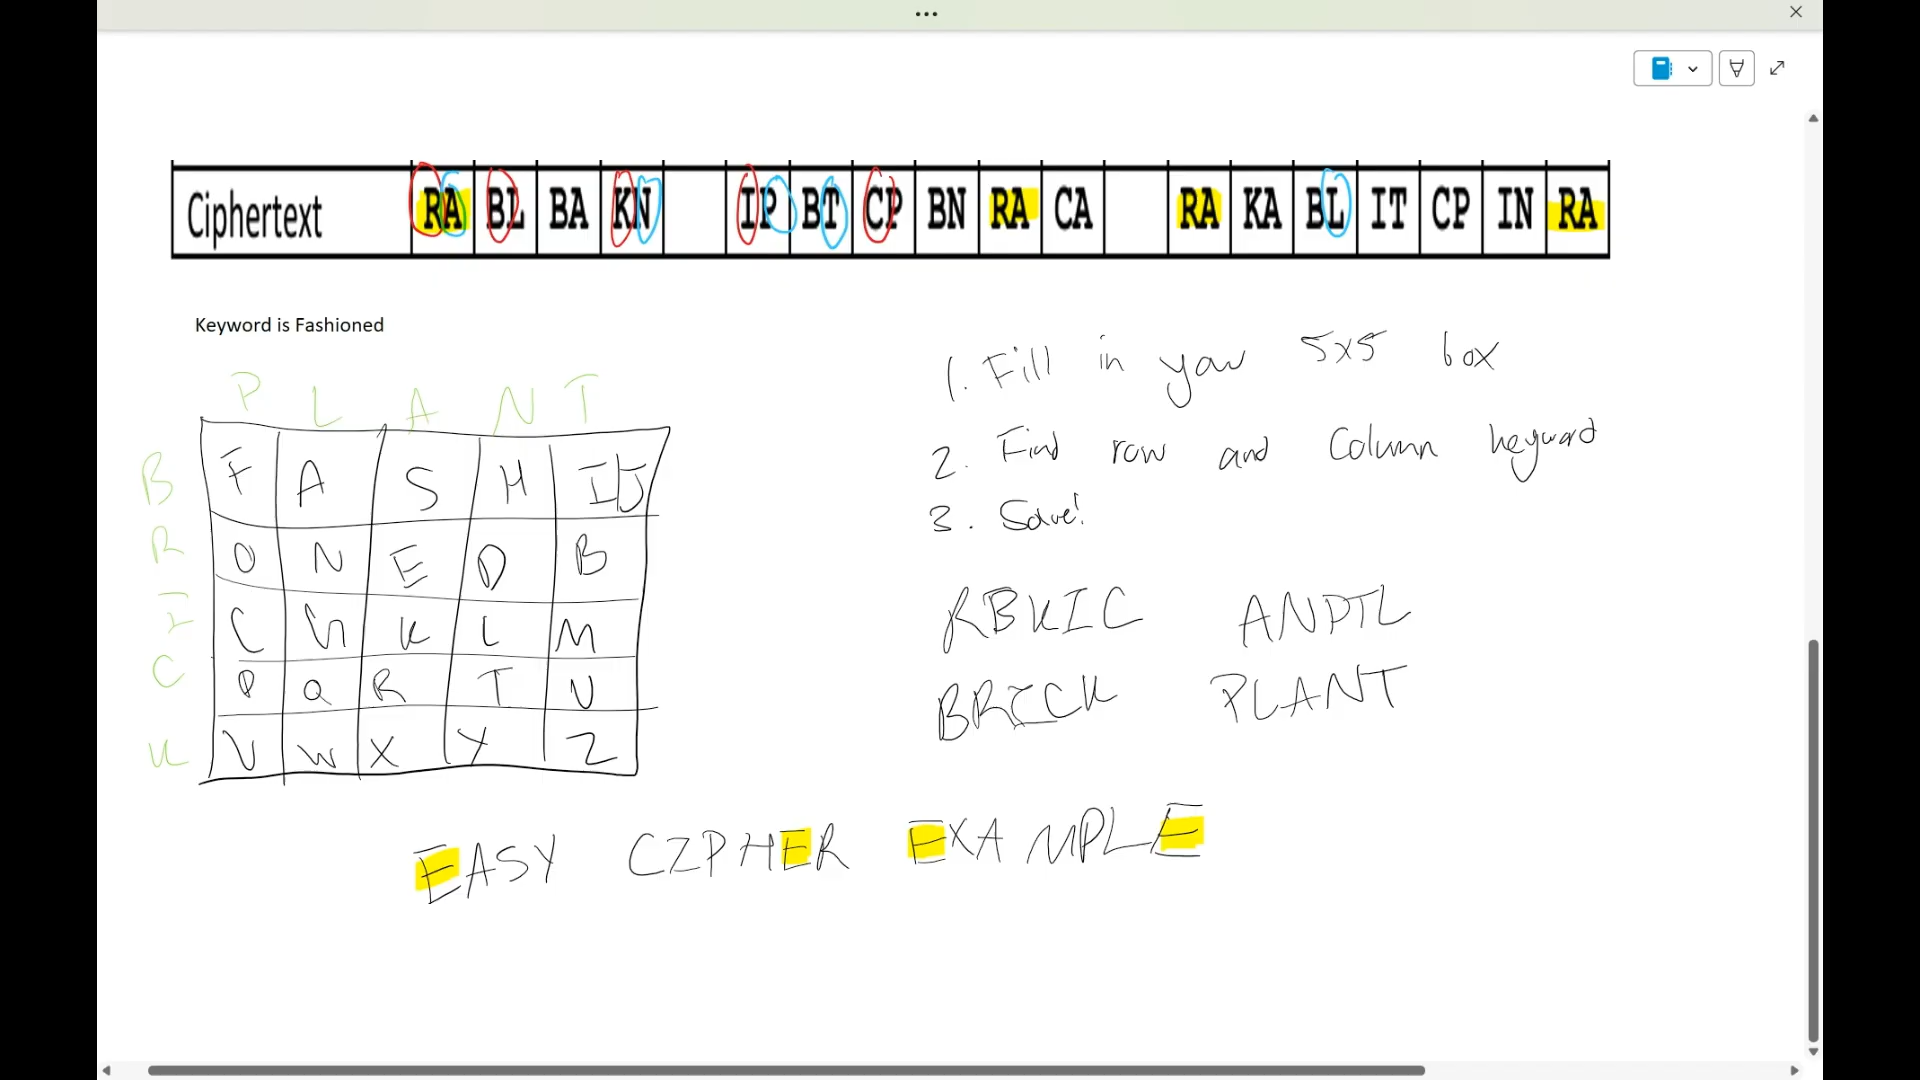 Ciphertext RA BL BA KN IP BT CP BN RA CA RA KA BL IT CP IN RA
Keyword is Fashioned
P L A N T
B F A S H I/J
R O N E D B
I C G K L M
C P Q R T U
K V W X Y Z
1. Fill in your 5x5 box
2. Find row and column keyword
3. Solve!
RBKIC ANPTL
BRICK PLANT
EASY CIPHER EXAMPLE